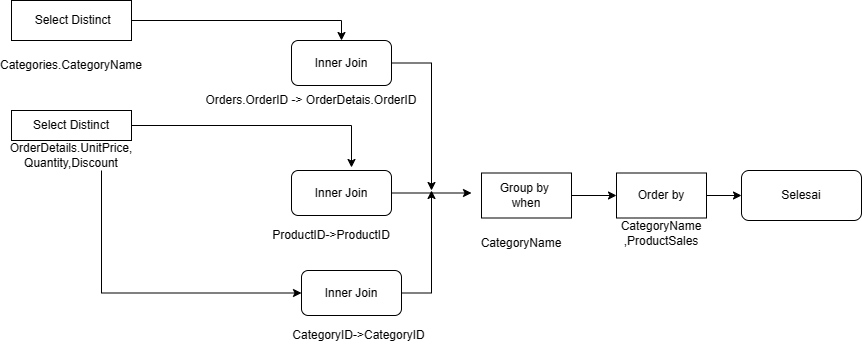 Select Distinct
Categories.CategoryName
Inner Join
Orders.OrderID -> OrderDetais.OrderID
Select Distinct
OrderDetails.UnitPrice,
Quantity,Discount
Inner Join
ProductID->ProductID
Inner Join
CategoryID->CategoryID
Group by
when
CategoryName
Order by
CategoryName
,ProductSales
Selesai